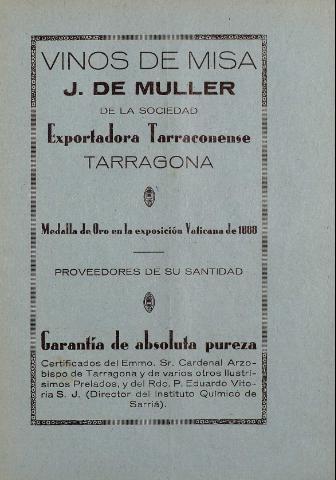 VINOS DE MISA
J. DE MULLER
DE LA SOCIEDAD
Exportadora Tarraconense
TARRAGONA
Medalla de Oro en la exposición Vaticana de 1888
PROVEEDORES DE SU SANTIDAD
Garantía de absoluta pureza
Certificados del Emmo. Sr. Cardenal Arzo-
bispo de Tarragona y de varios otros Ilustrí-
simos Prelados, y del Rdo. P. Eduardo Vito-
ria S. J. (Director del Instituto Químico de
Sarriá).